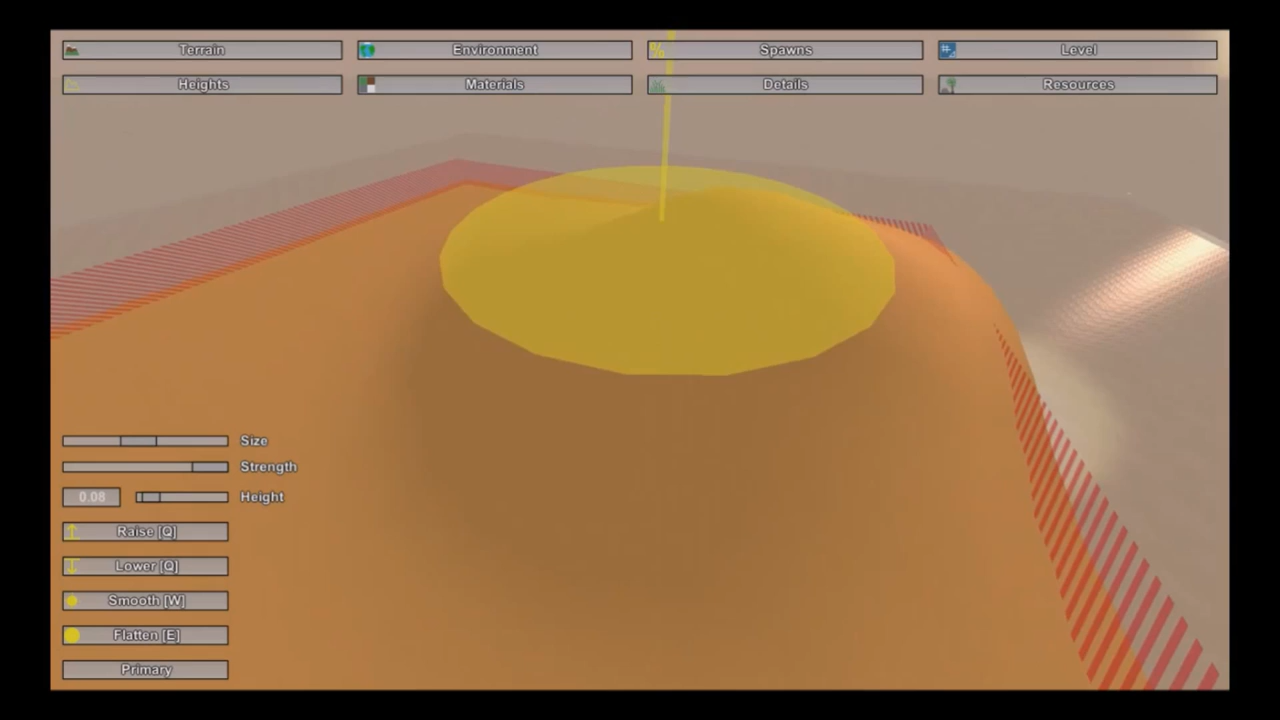 Terrain
Environment
% Spawns
Level
Heights
Materials
Details
Resources
Size
Strength
0.08 Height
Raise [Q]
Lower [Q]
Smooth [W]
Flatten [E]
Primary